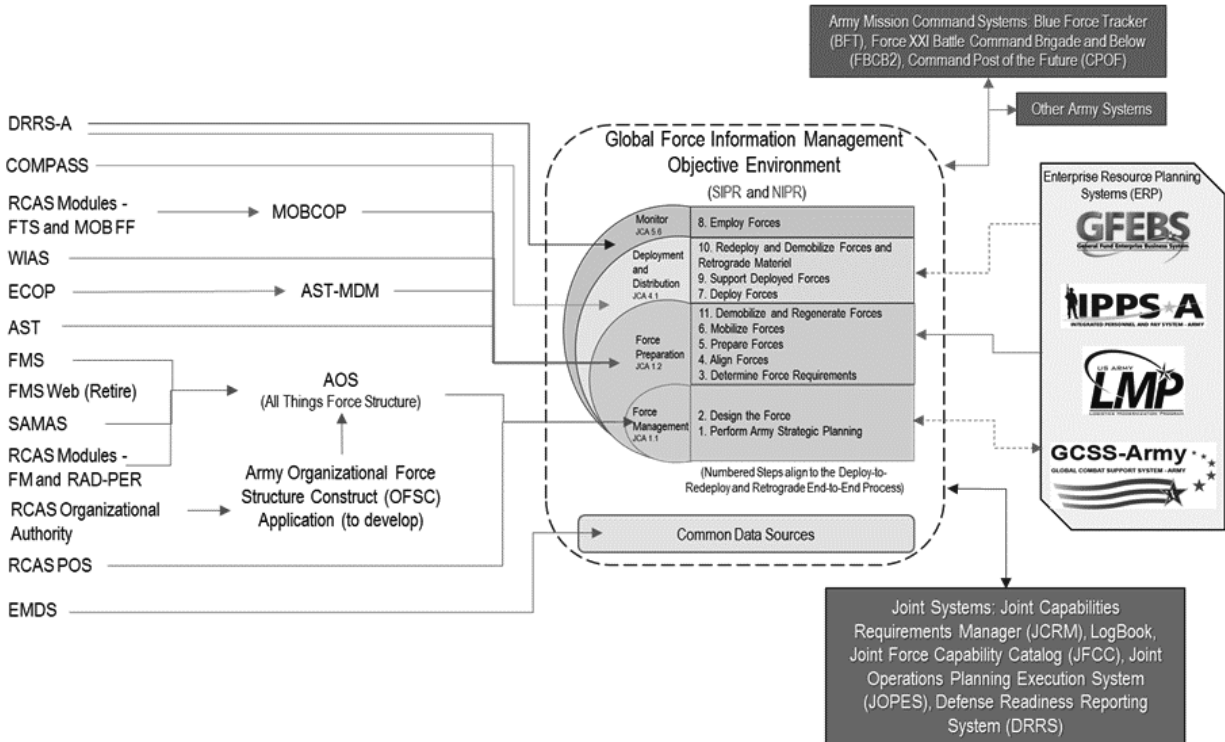 Army Mission Command Systems: Blue Force Tracker
(BFT), Force XXI Battle Command Brigade and Below
(FBCB2), Command Post of the Future (CPOF)
Other Army Systems
DRRS-A
COMPASS
RCAS Modules -
FTS and MOB FF
MOBCOP
WIAS
ECOP
AST-MDM
AST
FMS
FMS Web (Retire)
SAMAS
RCAS Modules -
FM and RAD-PER
RCAS Organizational
Authority
RCAS POS
EMDS
AOS
(All Things Force Structure)
Army Organizational Force
Structure Construct (OFSC)
Application (to develop)
Global Force Information Management
Objective Environment
(SIPR and NIPR)
Monitor
JCA 5.6
8. Employ Forces
Deployment
and
Distribution
JCA 4.1
10. Redeploy and Demobilize Forces and
Retrograde Materiel
9. Support Deployed Forces
7. Deploy Forces
Force
Preparation
JCA 1.2
11. Demobilize and Regenerate Forces
6. Mobilize Forces
5. Prepare Forces
4. Align Forces
3. Determine Force Requirements
Force
Management
JCA 1.1
2. Design the Force
1. Perform Army Strategic Planning
(Numbered Steps align to the Deploy-to-
Redeploy and Retrograde End-to-End Process)
Common Data Sources
Enterprise Resource Planning
Systems (ERP)
GFEBS
General Fund Enterprise Business System
IPPS-A
INTEGRATED PERSONNEL AND PAY SYSTEM - ARMY
US ARMY
LMP
LOGISTICS MODERNIZATION PROGRAM
GCSS-Army
GLOBAL COMBAT SUPPORT SYSTEM - ARMY
Joint Systems: Joint Capabilities
Requirements Manager (JCRM), LogBook,
Joint Force Capability Catalog (JFCC), Joint
Operations Planning Execution System
(JOPES), Defense Readiness Reporting
System (DRRS)